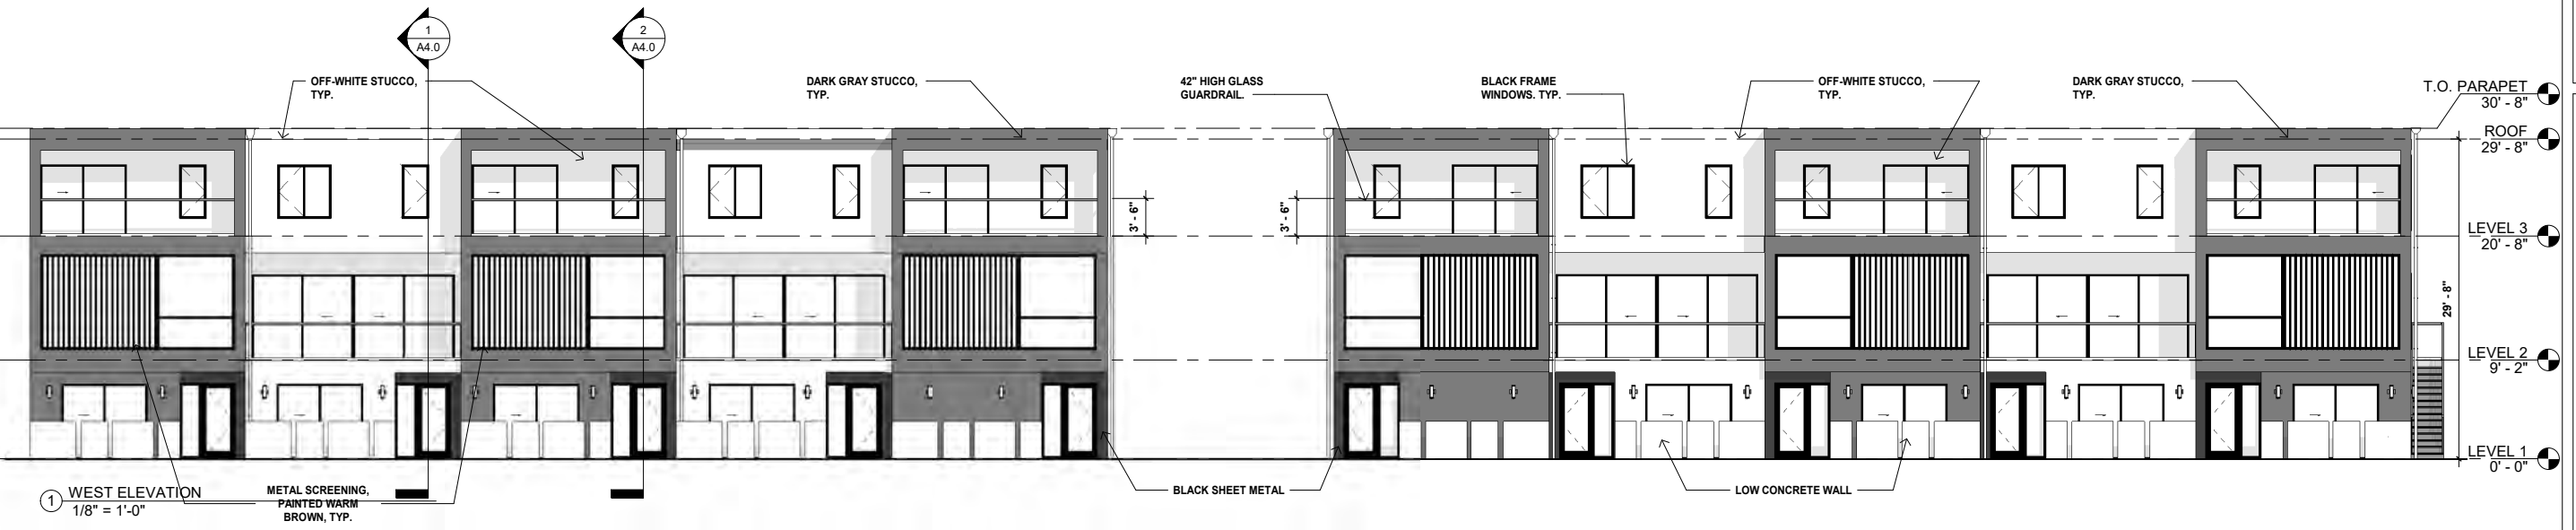 1
A4.0
2
A4.0
OFF-WHITE STUCCO,
TYP.
DARK GRAY STUCCO,
TYP.
42" HIGH GLASS
GUARDRAIL.
BLACK FRAME
WINDOWS. TYP.
OFF-WHITE STUCCO,
TYP.
DARK GRAY STUCCO,
TYP.
T.O. PARAPET
30' - 8"
ROOF
29' - 8"
3' - 6"
3' - 6"
LEVEL 3
20' - 8"
29' - 8"
LEVEL 2
9' - 2"
LEVEL 1
0' - 0"
1
WEST ELEVATION
1/8" = 1'-0"
METAL SCREENING,
PAINTED WARM
BROWN, TYP.
BLACK SHEET METAL
LOW CONCRETE WALL